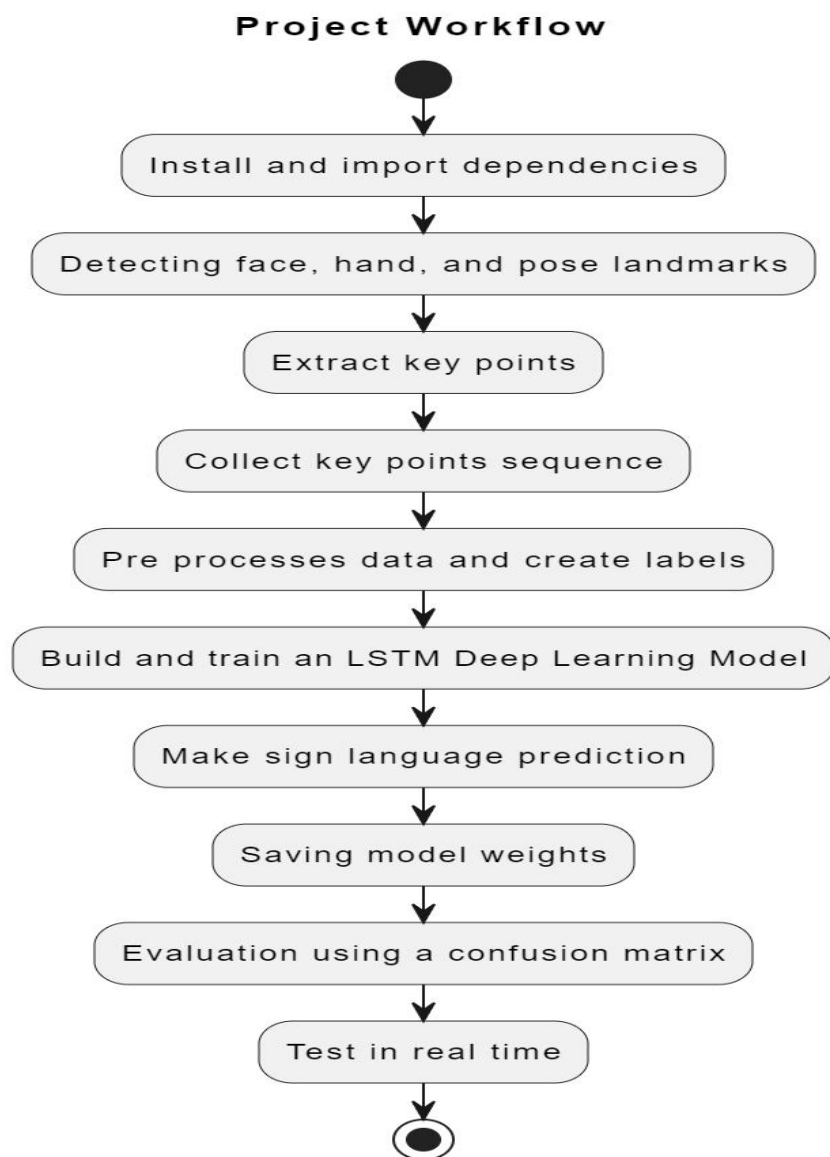 Project Workflow
Install and import dependencies
Detecting face, hand, and pose landmarks
Extract key points
Collect key points sequence
Pre processes data and create labels
Build and train an LSTM Deep Learning Model
Make sign language prediction
Saving model weights
Evaluation using a confusion matrix
Test in real time